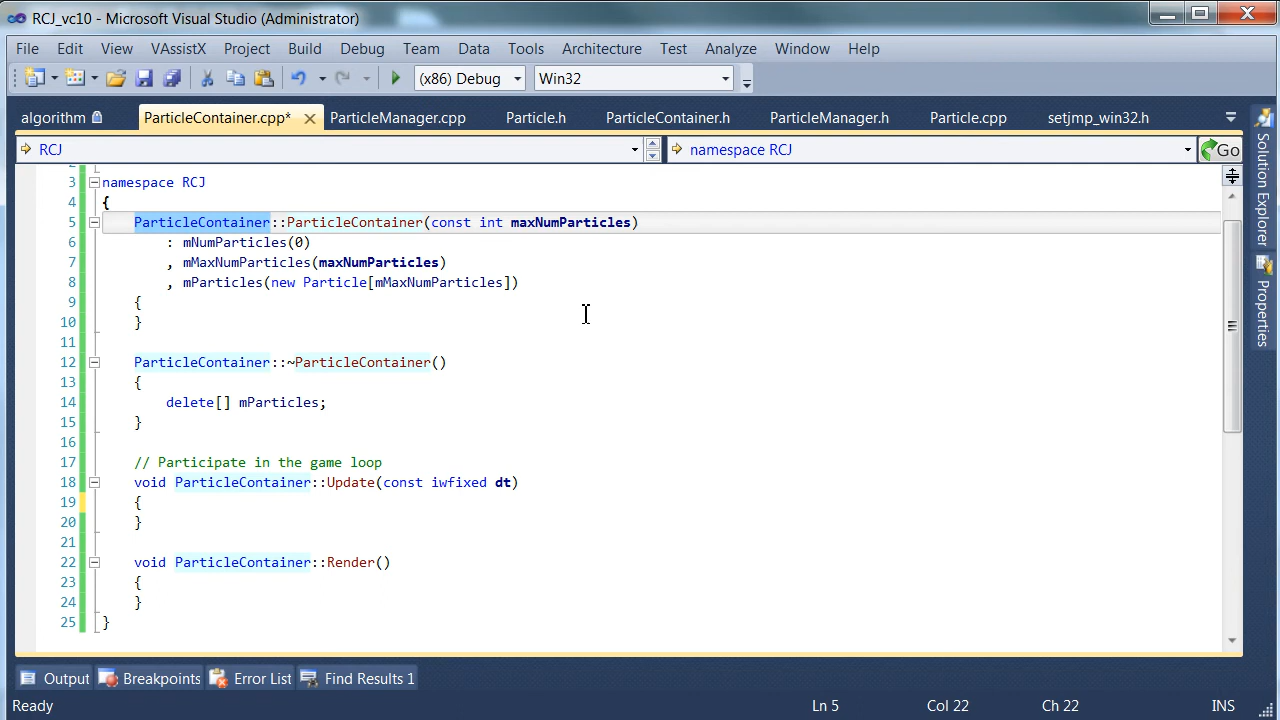 RCJ_vc10 - Microsoft Visual Studio (Administrator)
File Edit View VAssistX Project Build Debug Team Data Tools Architecture Test Analyze Window Help
(x86) Debug Win32
algorithm ParticleContainer.cpp* ParticleManager.cpp Particle.h ParticleContainer.h ParticleManager.h Particle.cpp setjmp_win32.h
RCJ namespace RCJ Go
3 namespace RCJ
4 {
5 ParticleContainer::ParticleContainer(const int maxNumParticles)
6 : mNumParticles(0)
7 , mMaxNumParticles(maxNumParticles)
8 , mParticles(new Particle[mMaxNumParticles])
9 {
10 }
11
12 ParticleContainer::~ParticleContainer()
13 {
14 delete[] mParticles;
15 }
16
17 // Participate in the game loop
18 void ParticleContainer::Update(const iwfixed dt)
19 {
20 }
21
22 void ParticleContainer::Render()
23 {
24 }
25 }
Solution Explorer
Properties
Output Breakpoints Error List Find Results 1
Ready Ln 5 Col 22 Ch 22 INS